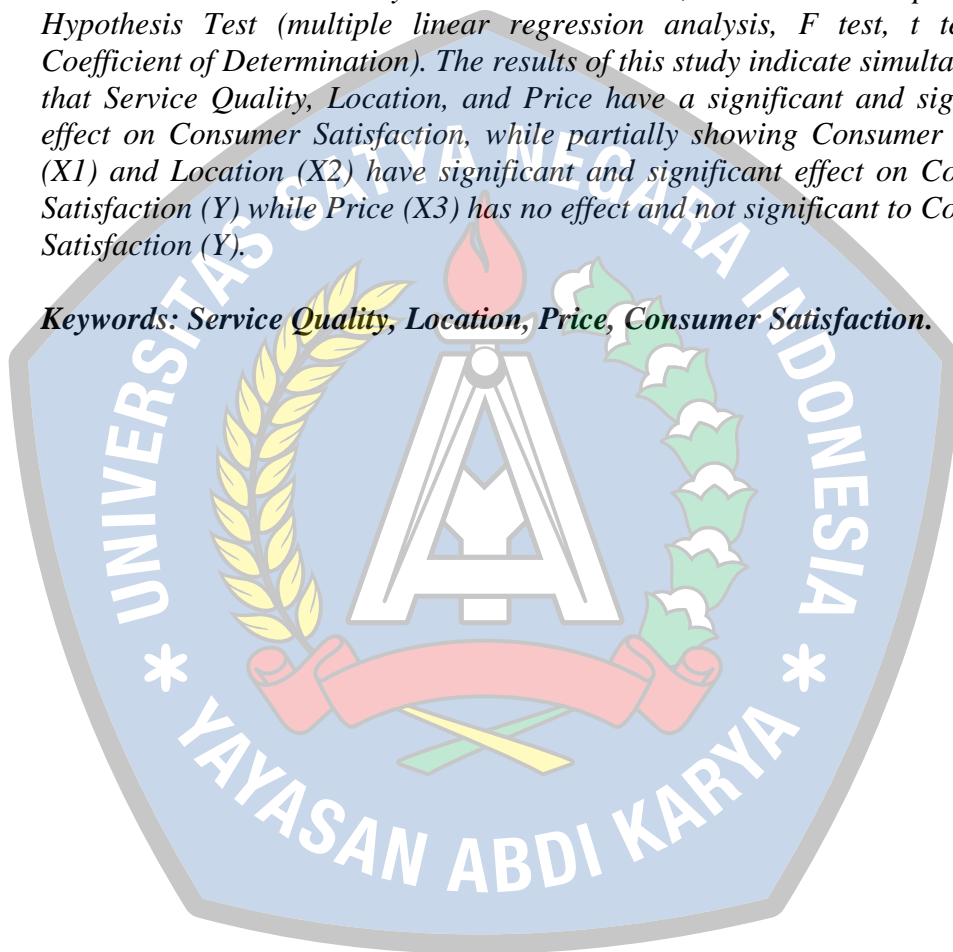 Hypothesis Test (multiple linear regression analysis, F test, t te
Coefficient of Determination). The results of this study indicate simulta
that Service Quality, Location, and Price have a significant and sig
effect on Consumer Satisfaction, while partially showing Consumer
(X1) and Location (X2) have significant and significant effect on Co
Satisfaction (Y) while Price (X3) has no effect and not significant to Co
Satisfaction (Y).
Keywords: Service Quality, Location, Price, Consumer Satisfaction.
UNIVERSITAS SATYA NEGARA INDONESIA
* YAYASAN ABDI KARYA *